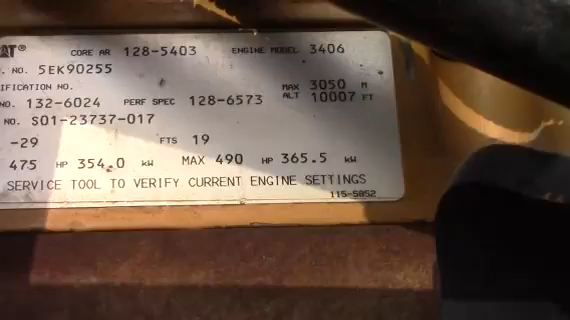 CAT® CORE AR 128-5403 ENGINE MODEL 3406
. NO. 5EK90255
IFICATION NO.
NO. 132-6024 PERF SPEC 128-6573 MAX ALT 3050 M 10007 FT
NO. S01-23737-017
-29 FTS 19
475 HP 354.0 kW MAX 490 HP 365.5 kW
SERVICE TOOL TO VERIFY CURRENT ENGINE SETTINGS
115-5852